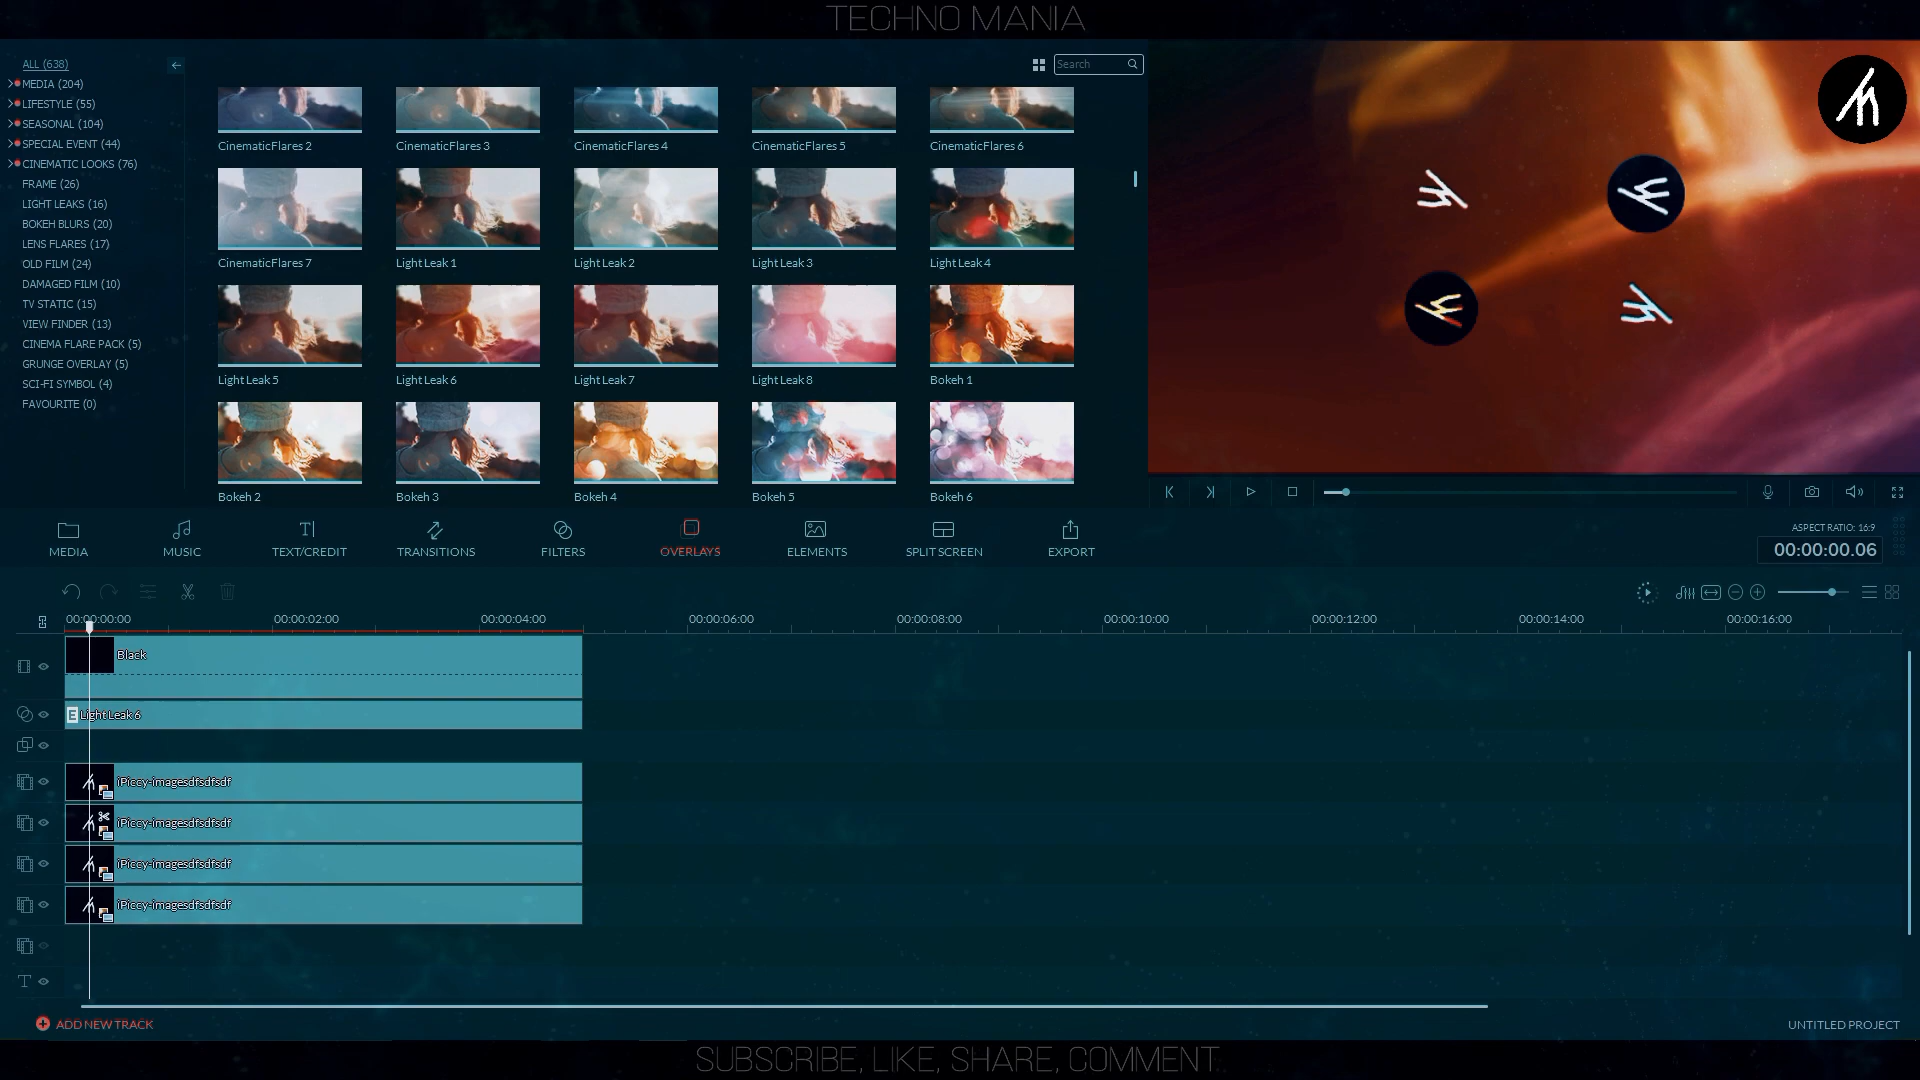 TECHNO MANIA
ALL (638)
MEDIA (204)
LIFESTYLE (55)
SEASONAL (104)
SPECIAL EVENT (44)
CINEMATIC LOOKS (76)
FRAME (26)
LIGHT LEAKS (16)
BOKEH BLURS (20)
LENS FLARES (17)
OLD FILM (24)
DAMAGED FILM (10)
TV STATIC (15)
VIEW FINDER (13)
CINEMA FLARE PACK (5)
GRUNGE OVERLAY (5)
SCI-FI SYMBOL (4)
FAVOURITE (0)
Search
CinematicFlares 2 CinematicFlares 3 CinematicFlares 4 CinematicFlares 5 CinematicFlares 6
CinematicFlares 7 Light Leak 1 Light Leak 2 Light Leak 3 Light Leak 4
Light Leak 5 Light Leak 6 Light Leak 7 Light Leak 8 Bokeh 1
Bokeh 2 Bokeh 3 Bokeh 4 Bokeh 5 Bokeh 6
MEDIA MUSIC TEXT/CREDIT TRANSITIONS FILTERS OVERLAYS ELEMENTS SPLIT SCREEN EXPORT
ASPECT RATIO: 16:9
00:00:00.06
00:00:00:00 00:00:02:00 00:00:04:00 00:00:06:00 00:00:08:00 00:00:10:00 00:00:12:00 00:00:14:00 00:00:16:00
Black
E Light Leak 6
iPiccy-imagesdfsdfsdf
iPiccy-imagesdfsdfsdf
iPiccy-imagesdfsdfsdf
iPiccy-imagesdfsdfsdf
ADD NEW TRACK
UNTITLED PROJECT
SUBSCRIBE, LIKE, SHARE, COMMENT